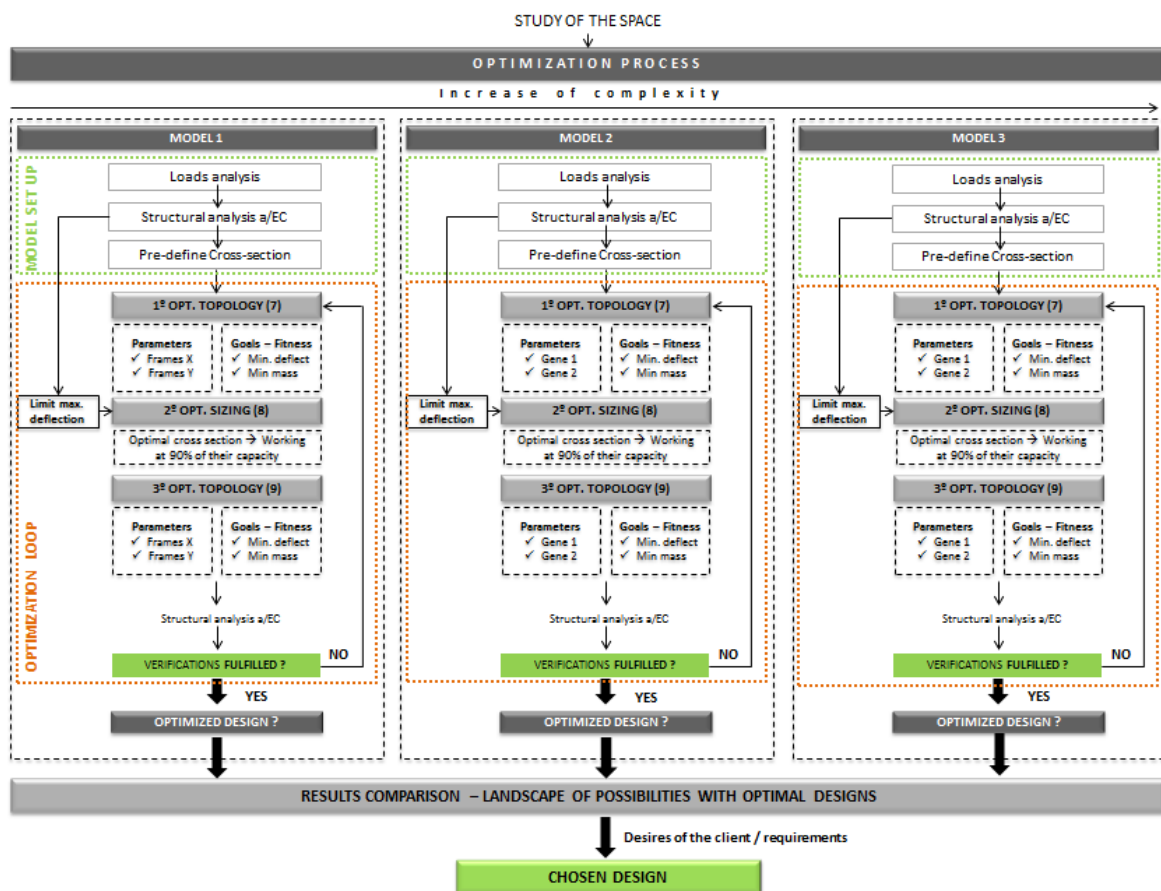 STUDY OF THE SPACE
OPTIMIZATION PROCESS
Increase of complexity
MODEL 1
MODEL SET UP
Loads analysis
Structural analysis a/EC
Pre-define Cross-section
OPTIMIZATION LOOP
1º OPT. TOPOLOGY (7)
Parameters
✓ Frames X
✓ Frames Y
Goals – Fitness
✓ Min. deflect
✓ Min mass
Limit max.
deflection
2º OPT. SIZING (8)
Optimal cross section → Working
at 90% of their capacity
3º OPT. TOPOLOGY (9)
Parameters
✓ Frames X
✓ Frames Y
Goals – Fitness
✓ Min. deflect
✓ Min mass
Structural analysis a/EC
VERIFICATIONS FULFILLED ?
NO
YES
OPTIMIZED DESIGN ?
MODEL 2
Loads analysis
Structural analysis a/EC
Pre-define Cross-section
1º OPT. TOPOLOGY (7)
Parameters
✓ Gene 1
✓ Gene 2
Goals – Fitness
✓ Min. deflect
✓ Min mass
Limit max.
deflection
2º OPT. SIZING (8)
Optimal cross section → Working
at 90% of their capacity
3º OPT. TOPOLOGY (9)
Parameters
✓ Gene 1
✓ Gene 2
Goals – Fitness
✓ Min. deflect
✓ Min mass
Structural analysis a/EC
VERIFICATIONS FULFILLED ?
NO
YES
OPTIMIZED DESIGN ?
MODEL 3
Loads analysis
Structural analysis a/EC
Pre-define Cross-section
1º OPT. TOPOLOGY (7)
Parameters
✓ Gene 1
✓ Gene 2
Goals – Fitness
✓ Min. deflect
✓ Min mass
Limit max.
deflection
2º OPT. SIZING (8)
Optimal cross section → Working
at 90% of their capacity
3º OPT. TOPOLOGY (9)
Parameters
✓ Gene 1
✓ Gene 2
Goals – Fitness
✓ Min. deflect
✓ Min mass
Structural analysis a/EC
VERIFICATIONS FULFILLED ?
NO
YES
OPTIMIZED DESIGN ?
RESULTS COMPARISON – LANDSCAPE OF POSSIBILITIES WITH OPTIMAL DESIGNS
Desires of the client / requirements
CHOSEN DESIGN